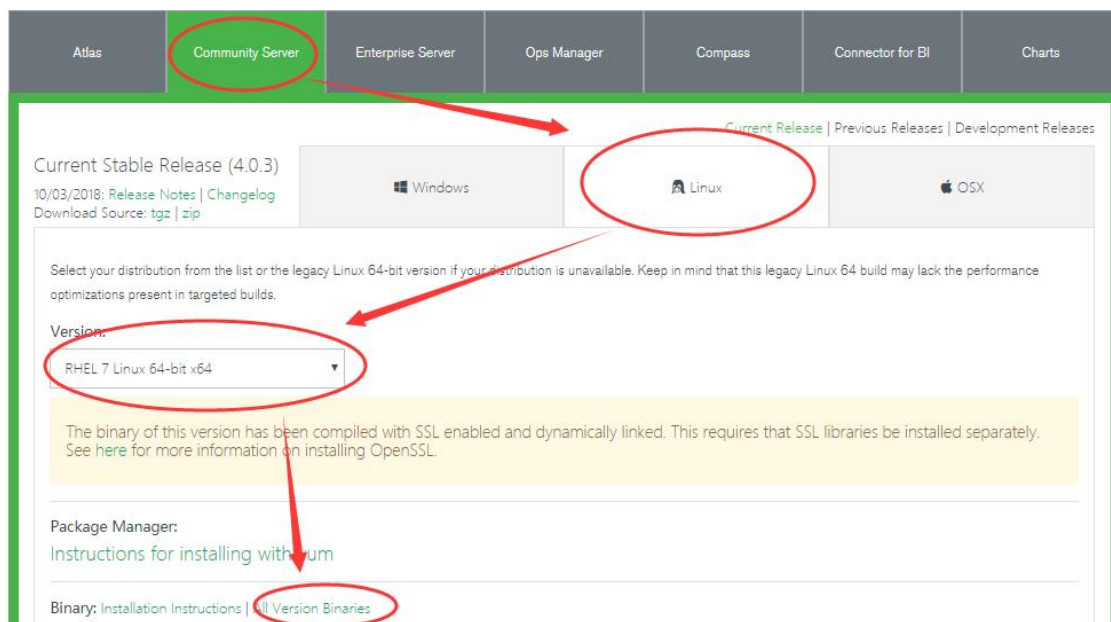 Atlas
Community Server
Enterprise Server
Ops Manager
Compass
Connector for BI
Charts
Current Release | Previous Releases | Development Releases
Current Stable Release (4.0.3)
10/03/2018: Release Notes | Changelog
Download Source: tgz | zip
Windows
Linux
OSX
Select your distribution from the list or the legacy Linux 64-bit version if your distribution is unavailable. Keep in mind that this legacy Linux 64 build may lack the performance
optimizations present in targeted builds.
Version:
RHEL 7 Linux 64-bit x64
The binary of this version has been compiled with SSL enabled and dynamically linked. This requires that SSL libraries be installed separately.
See here for more information on installing OpenSSL.
Package Manager:
Instructions for installing with yum
Binary: Installation Instructions | All Version Binaries